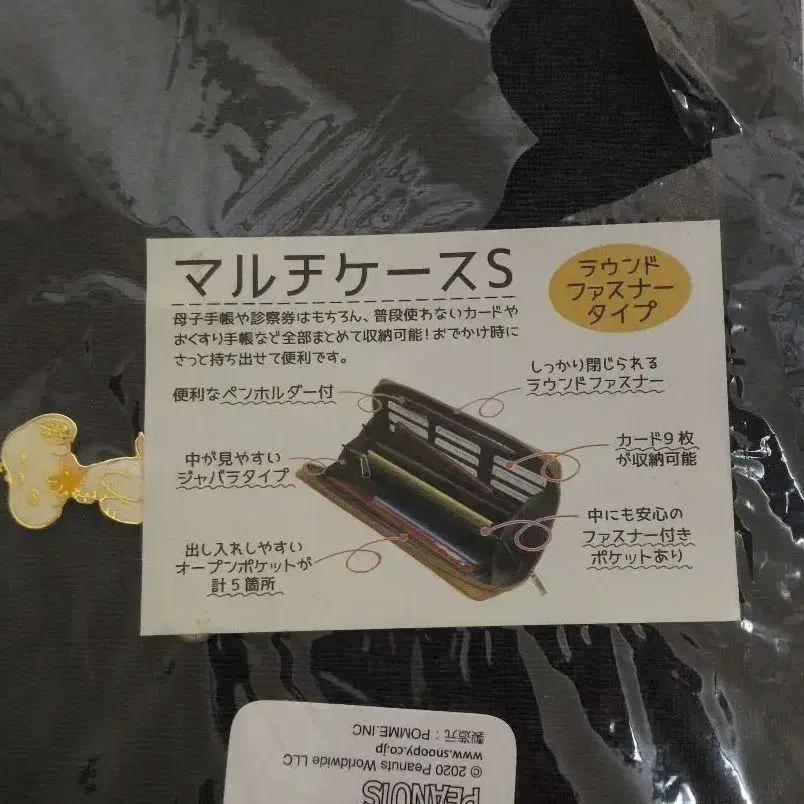 マルチケースS
ラウンド
ファスナー
タイプ
母子手帳や診察券はもちろん、普段使わないカードや
おくすり手帳など全部まとめて収納可能!おでかけ時に
さっと持ち出せて便利です。
便利なペンホルダー付
しっかり閉じられる
ラウンドファスナー
中が見やすい
ジャバラタイプ
カード9枚
が収納可能
出し入れしやすい
オープンポケットが
計5箇所
中にも安心の
ファスナー付き
ポケットあり
PEANUTS
© 2020 Peanuts Worldwide LLC
www.snoopy.co.jp
製造元：POMME.INC